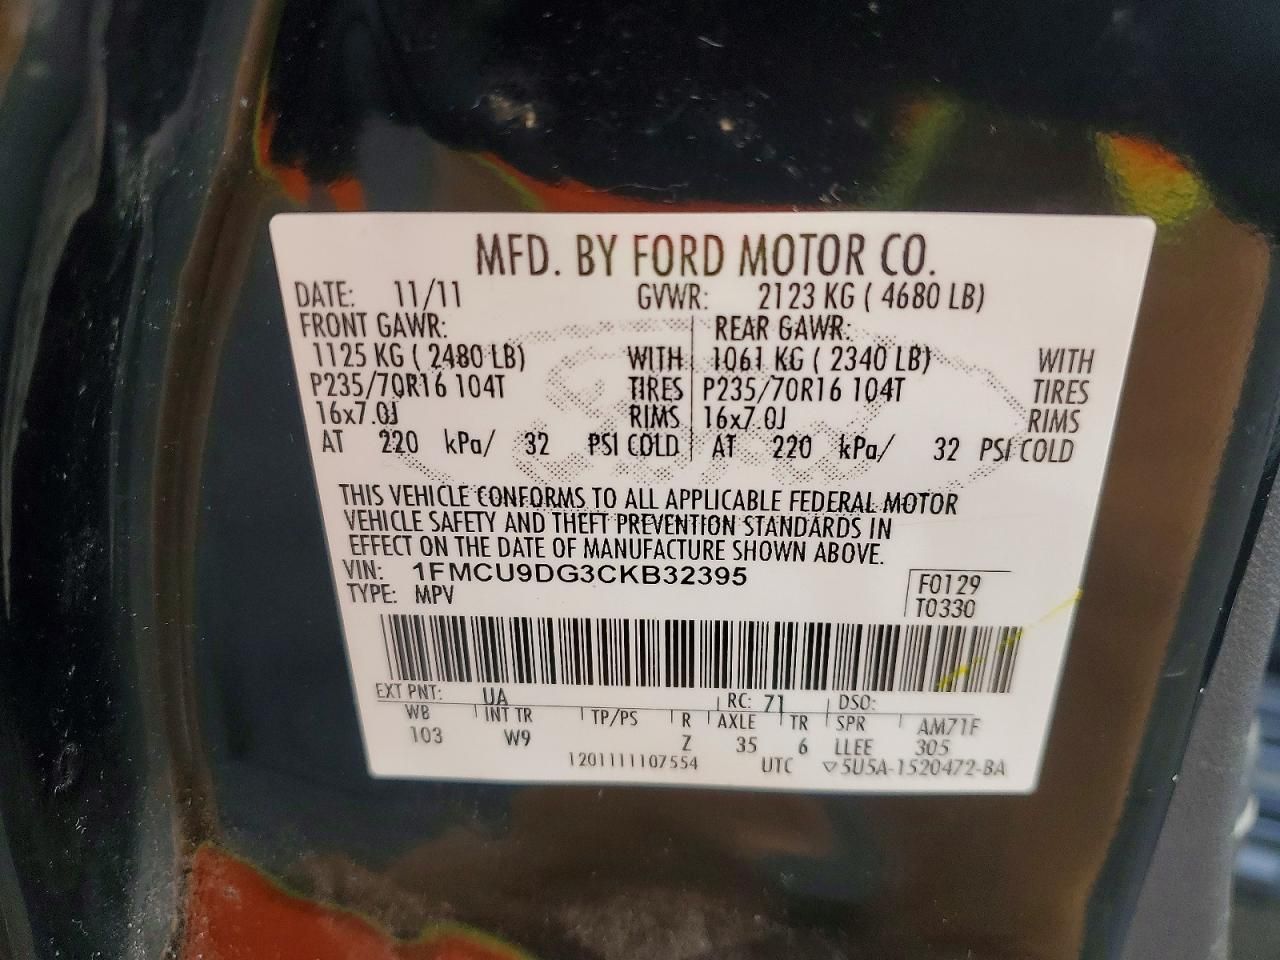 MFD. BY FORD MOTOR CO.
DATE: 11/11 GVWR: 2123 KG ( 4680 LB)
FRONT GAWR: REAR GAWR:
1125 KG ( 2480 LB) WITH 1061 KG ( 2340 LB) WITH
P235/70R16 104T TIRES P235/70R16 104T TIRES
16x7.0J RIMS 16x7.0J RIMS
AT 220 kPa/ 32 PSI COLD AT 220 kPa/ 32 PSI COLD
THIS VEHICLE CONFORMS TO ALL APPLICABLE FEDERAL MOTOR
VEHICLE SAFETY AND THEFT PREVENTION STANDARDS IN
EFFECT ON THE DATE OF MANUFACTURE SHOWN ABOVE.
VIN: 1FMCU9DG3CKB32395 F0129
TYPE: MPV T0330
EXT PNT: UA RC: 71 DSO:
WB INT TR TP/PS R AXLE TR SPR AM71F
103 W9 Z 35 6 LLEE 305
1201111107554 UTC ▽5U5A-1520472-BA